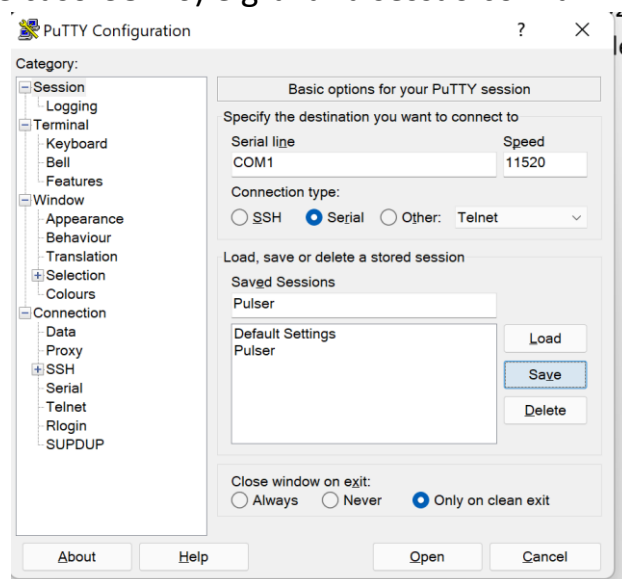 PuTTY Configuration ? ×
Category:
Session
Logging
Terminal
Keyboard
Bell
Features
Window
Appearance
Behaviour
Translation
Selection
Colours
Connection
Data
Proxy
SSH
Serial
Telnet
Rlogin
SUPDUP
Basic options for your PuTTY session
Specify the destination you want to connect to
Serial line Speed
COM1 11520
Connection type:
SSH Serial Other: Telnet
Load, save or delete a stored session
Saved Sessions
Pulser
Default Settings
Pulser
Load
Save
Delete
Close window on exit:
Always Never Only on clean exit
About Help Open Cancel